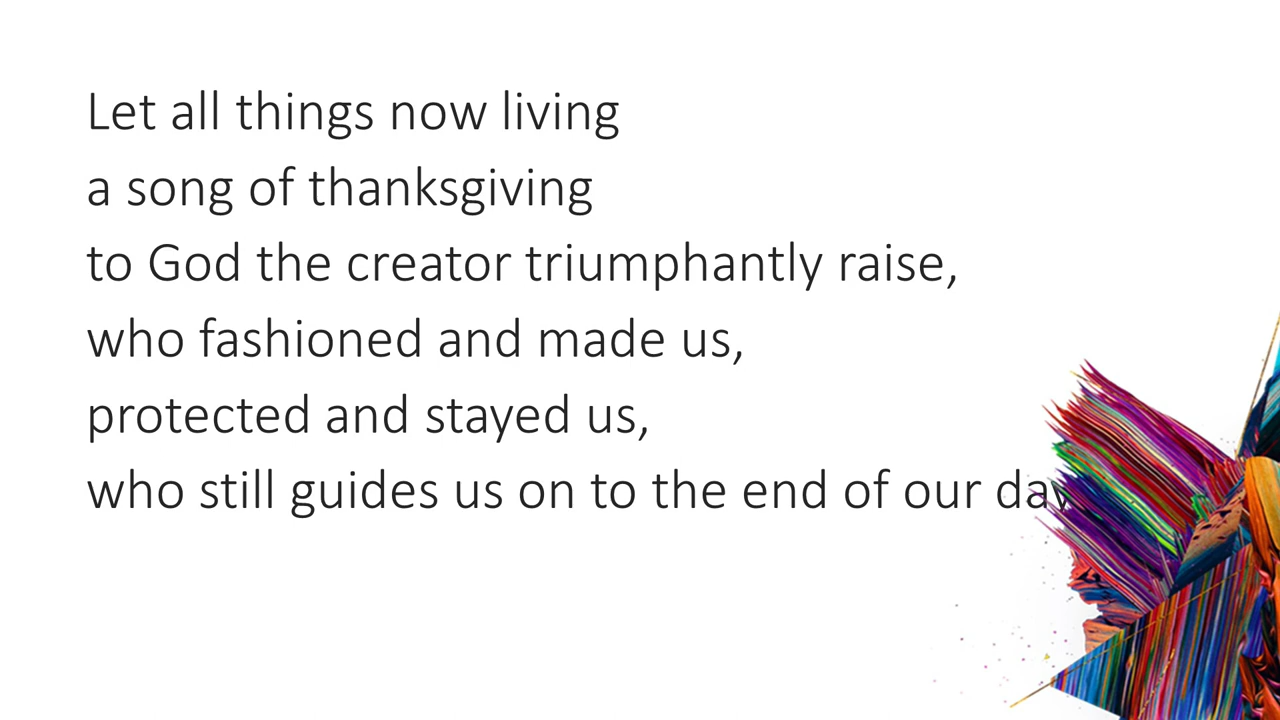 Let all things now living
a song of thanksgiving
to God the creator triumphantly raise,
who fashioned and made us,
protected and stayed us,
who still guides us on to the end of our